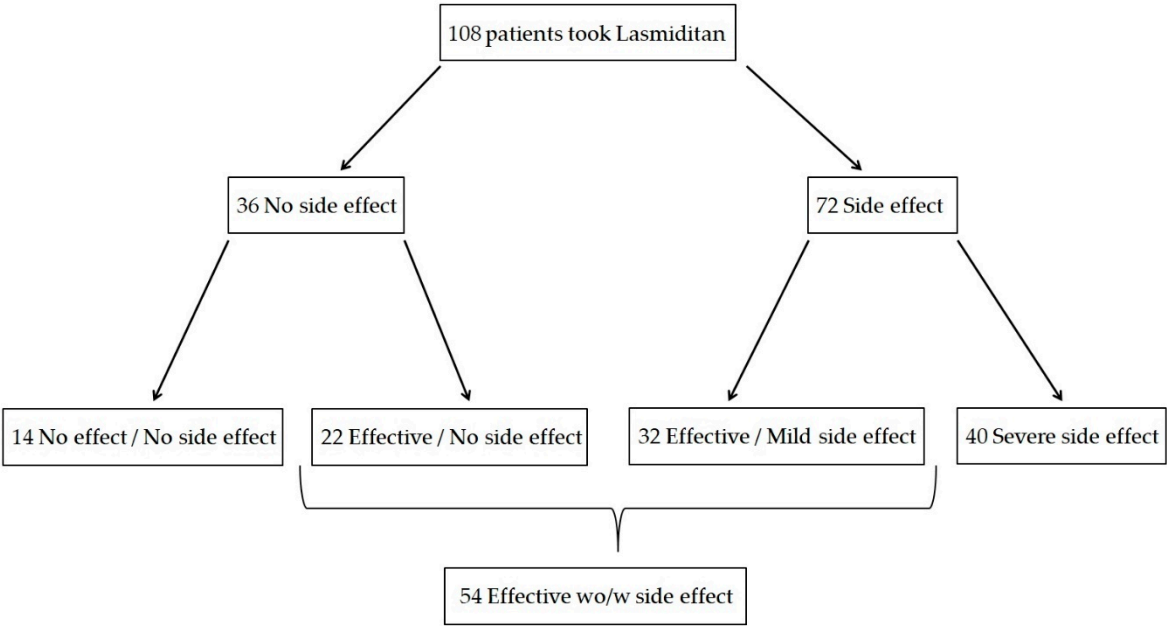 108 patients took Lasmiditan
36 No side effect
72 Side effect
14 No effect / No side effect
22 Effective / No side effect
32 Effective / Mild side effect
40 Severe side effect
54 Effective wo/w side effect